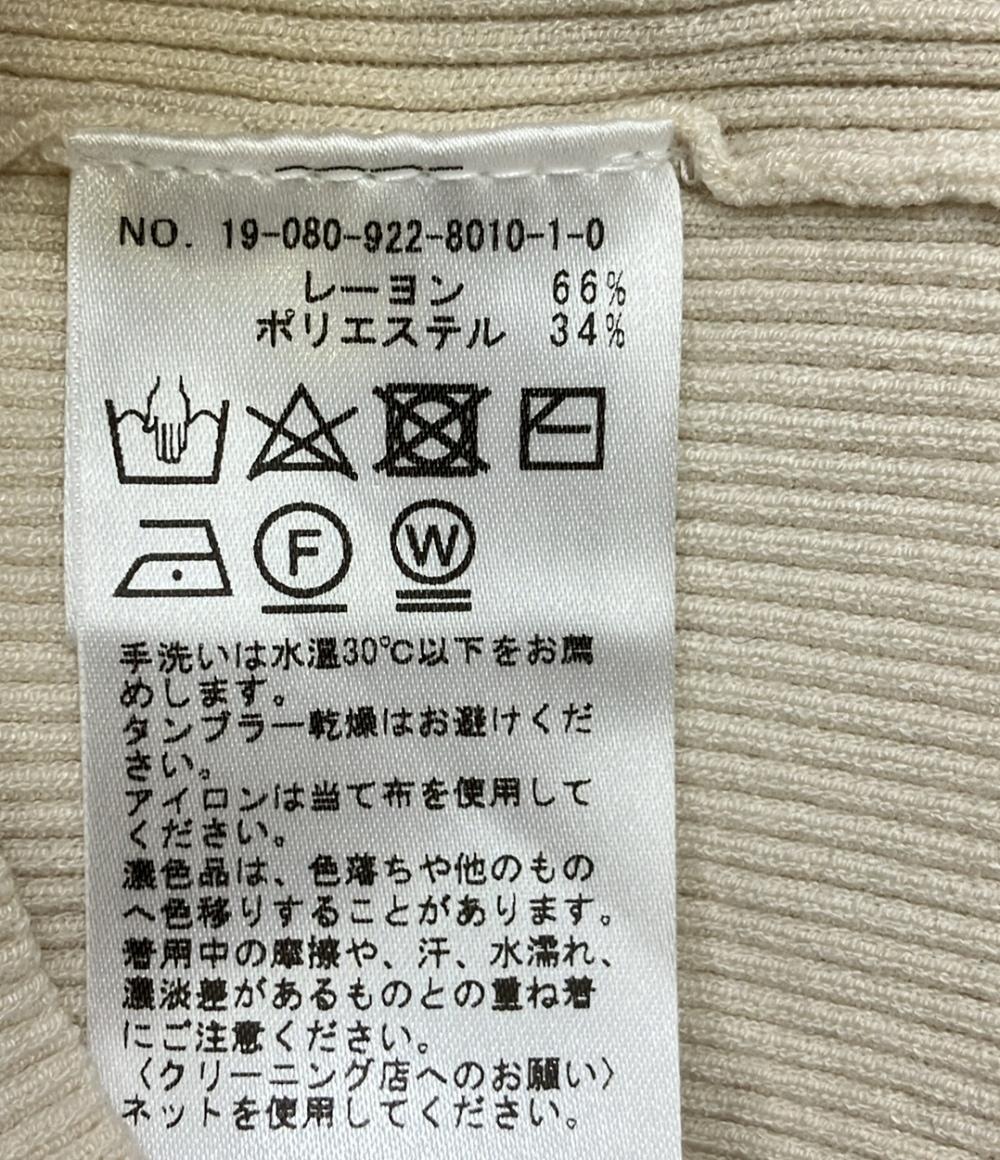 NO. 19-080-922-8010-1-0
レーヨン 66%
ポリエステル 34%
F W
手洗いは水温30℃以下をお薦
めします。
タンブラー乾燥はお避けくだ
さい。
アイロンは当て布を使用して
ください。
濃色品は、色落ちや他のもの
へ色移りすることがあります。
着用中の摩擦や、汗、水濡れ、
濃淡差があるものとの重ね着
にご注意ください。
〈クリーニング店へのお願い〉
ネットを使用してください。